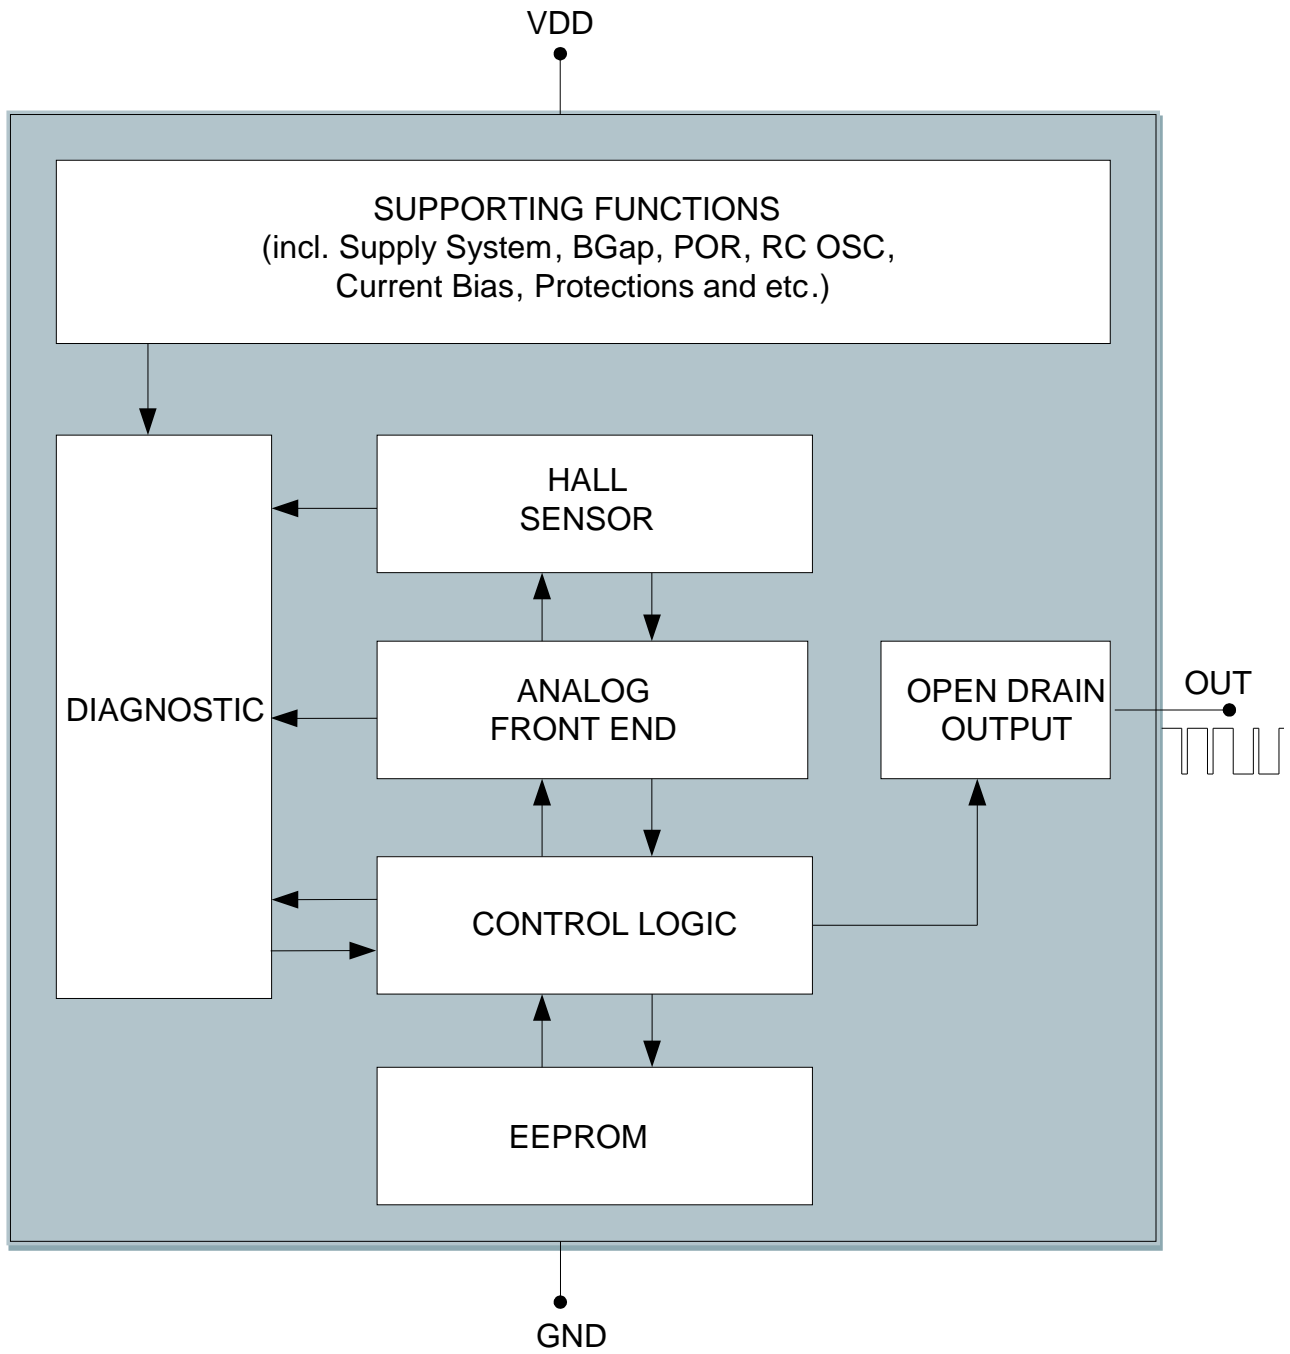 VDD
SUPPORTING FUNCTIONS
(incl. Supply System, BGap, POR, RC OSC,
Current Bias, Protections and etc.)
HALL
SENSOR
DIAGNOSTIC
ANALOG
FRONT END
OPEN DRAIN
OUTPUT
OUT
CONTROL LOGIC
EEPROM
GND